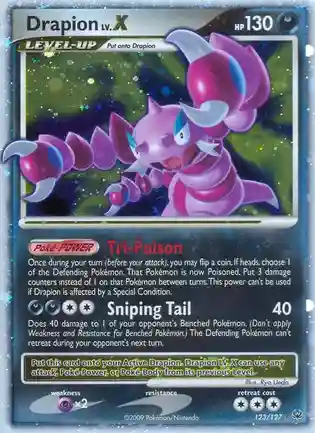 Drapion LV.X HP 130
LEVEL-UP Put onto Drapion
Poké-POWER Tri-Poison
Once during your turn (before your attack), you may flip a coin. If heads, choose 1
of the Defending Pokémon. That Pokémon is now Poisoned. Put 3 damage
counters instead of 1 on that Pokémon between turns. This power can't be used
if Drapion is affected by a Special Condition.
Sniping Tail 40
Does 40 damage to 1 of your opponent's Benched Pokémon. (Don't apply
Weakness and Resistance for Benched Pokémon.) The Defending Pokémon can't
retreat during your opponent's next turn.
Put this card onto your Active Drapion. Drapion LV.X can use any
attack, Poké-Power, or Poké-Body from its previous Level.
Illus. Ryo Ueda
weakness resistance retreat cost
×2
©2009 Pokémon/Nintendo 123/127